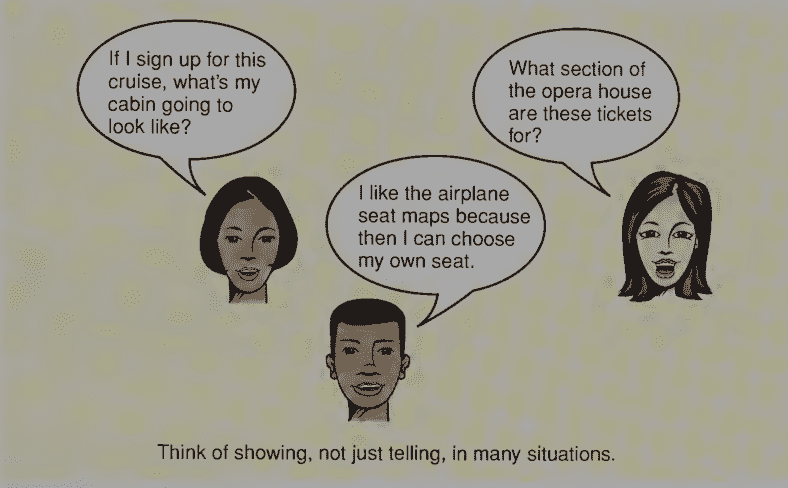 If I sign up for this
cruise, what's my
cabin going to
look like?
What section of
the opera house
are these tickets
for?
I like the airplane
seat maps because
then I can choose
my own seat.
Think of showing, not just telling, in many situations.